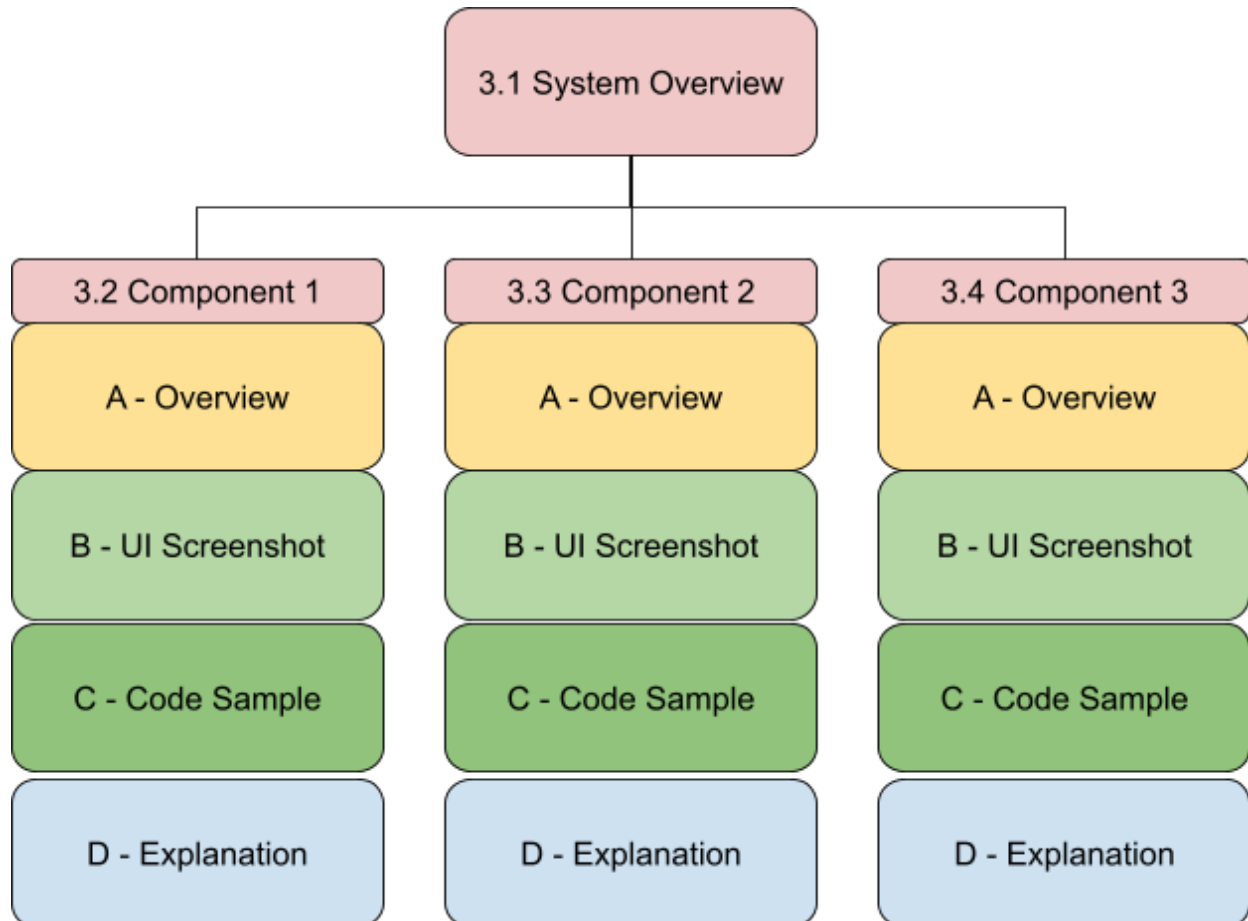 3.1 System Overview
3.2 Component 1
3.3 Component 2
3.4 Component 3
A - Overview
A - Overview
A - Overview
B - UI Screenshot
B - UI Screenshot
B - UI Screenshot
C - Code Sample
C - Code Sample
C - Code Sample
D - Explanation
D - Explanation
D - Explanation